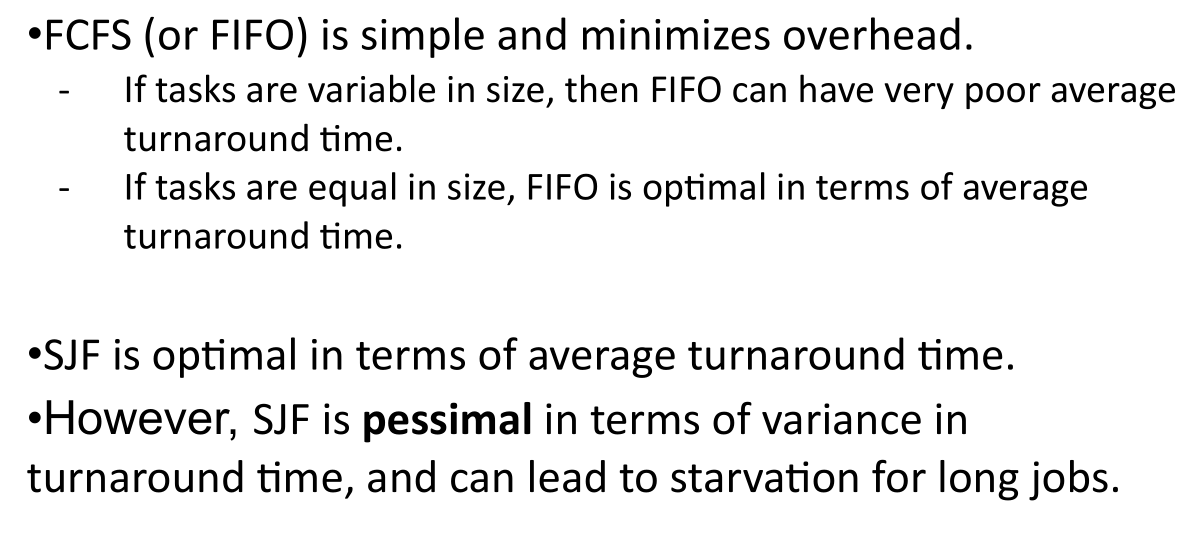 •FCFS (or FIFO) is simple and minimizes overhead.
- If tasks are variable in size, then FIFO can have very poor average
turnaround time.
- If tasks are equal in size, FIFO is optimal in terms of average
turnaround time.
•SJF is optimal in terms of average turnaround time.
•However, SJF is pessimal in terms of variance in
turnaround time, and can lead to starvation for long jobs.